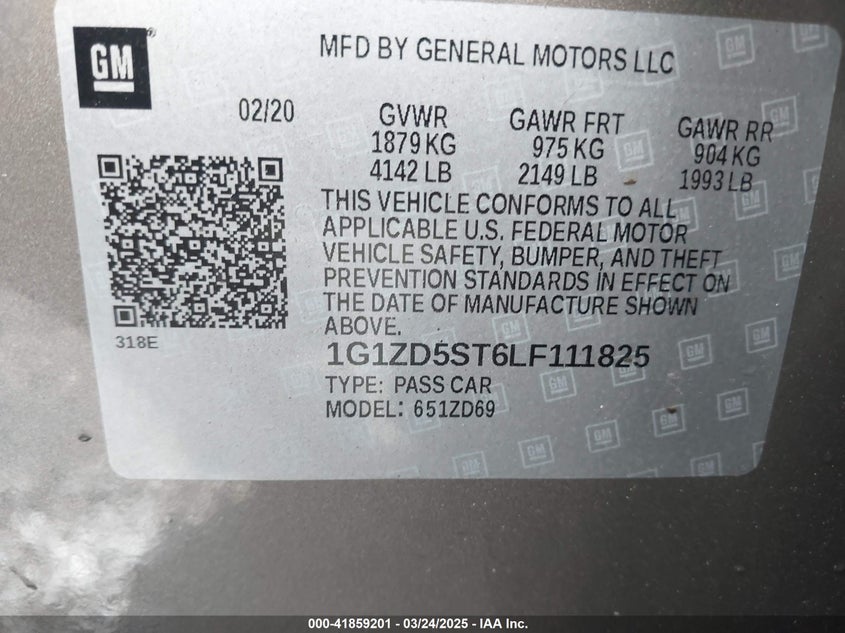 GM
®
MFD BY GENERAL MOTORS LLC
02/20
GVWR
1879 KG
4142 LB
GAWR FRT
975 KG
2149 LB
GAWR RR
904 KG
1993 LB
THIS VEHICLE CONFORMS TO ALL
APPLICABLE U.S. FEDERAL MOTOR
VEHICLE SAFETY, BUMPER, AND THEFT
PREVENTION STANDARDS IN EFFECT ON
THE DATE OF MANUFACTURE SHOWN
ABOVE.
318E
1G1ZD5ST6LF111825
TYPE: PASS CAR
MODEL: 651ZD69
000-41859201 - 03/24/2025 - IAA Inc.